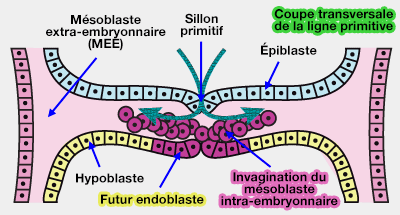 Mésoblaste
extra-embryonnaire
(MEE)
Sillon
primitif
Coupe transversale
de la ligne primitive
Épiblaste
Hypoblaste
Futur endoblaste
Invagination du
mésoblaste
intra-embryonnaire